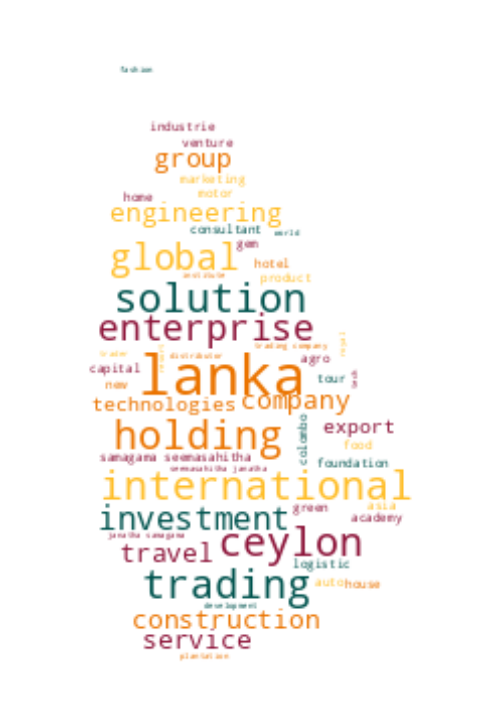 fashion
industrie
venture
group
marketing
home motor
engineering
consultant world
gem
global hotel
institute product
solution
enterprise
trading company
trader distributor agro
capital lanka tour
new
technologies company
holding colombo export
food
samagama seemasahitha
seemasahitha janatha foundation
international
green asia
investment academy
janatha samagama
travel ceylon
logistic
trading auto house
development
construction
service
plantation